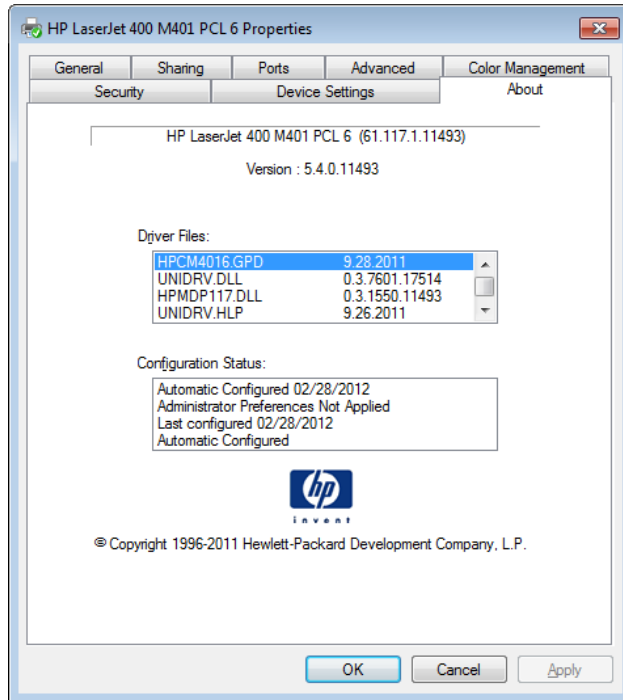 HP LaserJet 400 M401 PCL 6 Properties
General Sharing Ports Advanced Color Management
Security Device Settings About
HP LaserJet 400 M401 PCL 6 (61.117.1.11493)
Version : 5.4.0.11493
Driver Files:
HPCM4016.GPD 9.28.2011
UNIDRV.DLL 0.3.7601.17514
HPMDP117.DLL 0.3.1550.11493
UNIDRV.HLP 9.26.2011
Configuration Status:
Automatic Configured 02/28/2012
Administrator Preferences Not Applied
Last configured 02/28/2012
Automatic Configured
hp
invent
© Copyright 1996-2011 Hewlett-Packard Development Company, L.P.
OK Cancel Apply